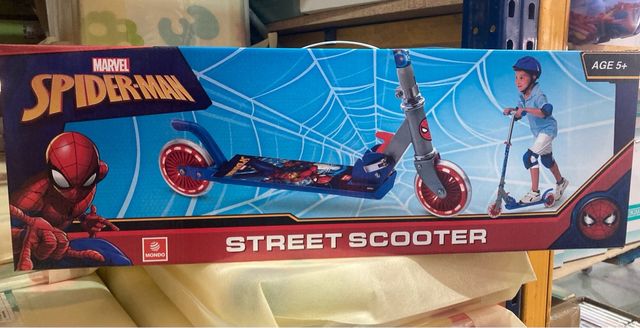 MARVEL
SPIDER-MAN
AGE 5+
MONDO
STREET SCOOTER